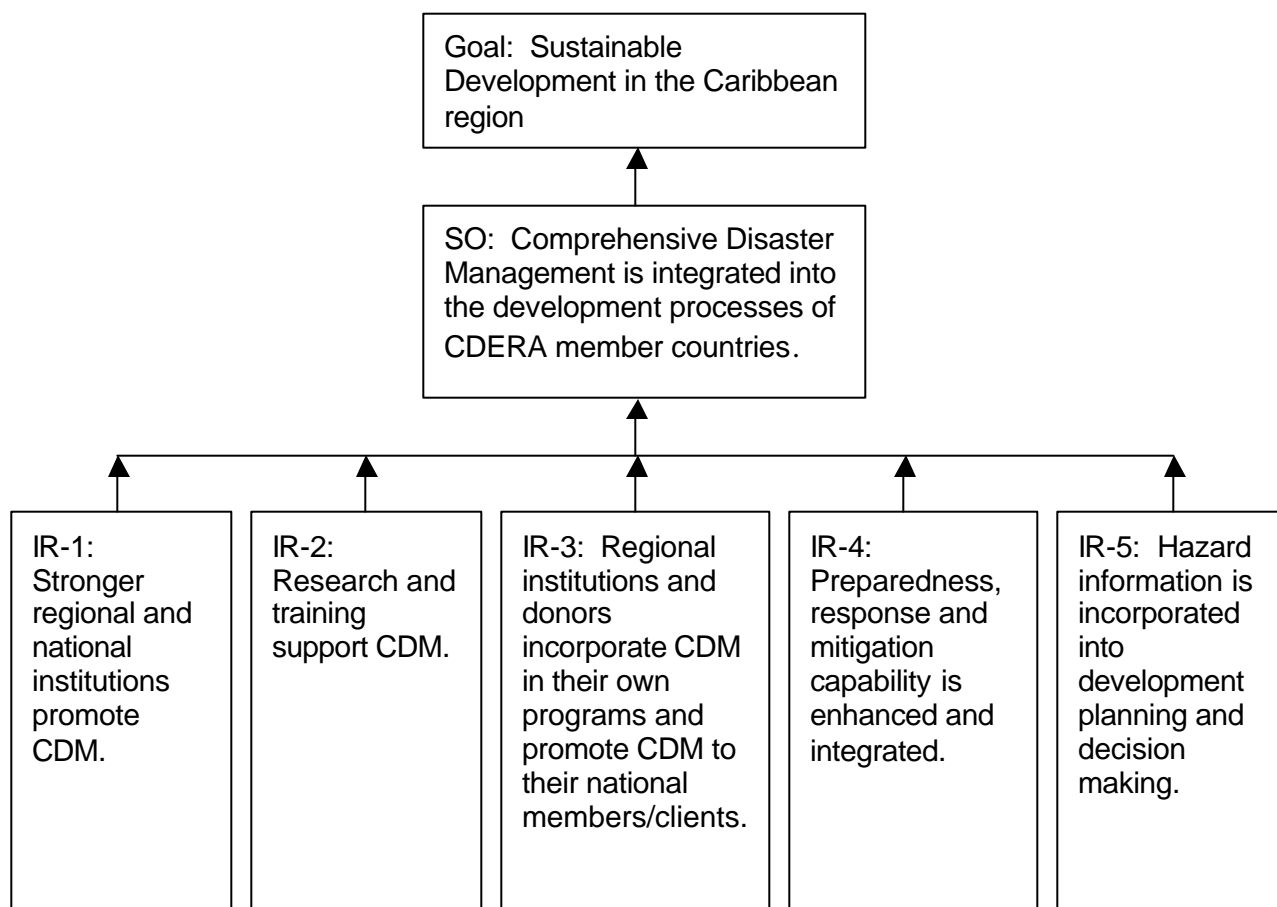 Goal: Sustainable
Development in the Caribbean
region
SO: Comprehensive Disaster
Management is integrated into
the development processes of
CDERA member countries.
IR-1:
Stronger
regional and
national
institutions
promote
CDM.
IR-2:
Research and
training
support CDM.
IR-3: Regional
institutions and
donors
incorporate CDM
in their own
programs and
promote CDM to
their national
members/clients.
IR-4:
Preparedness,
response and
mitigation
capability is
enhanced and
integrated.
IR-5: Hazard
information is
incorporated
into
development
planning and
decision
making.